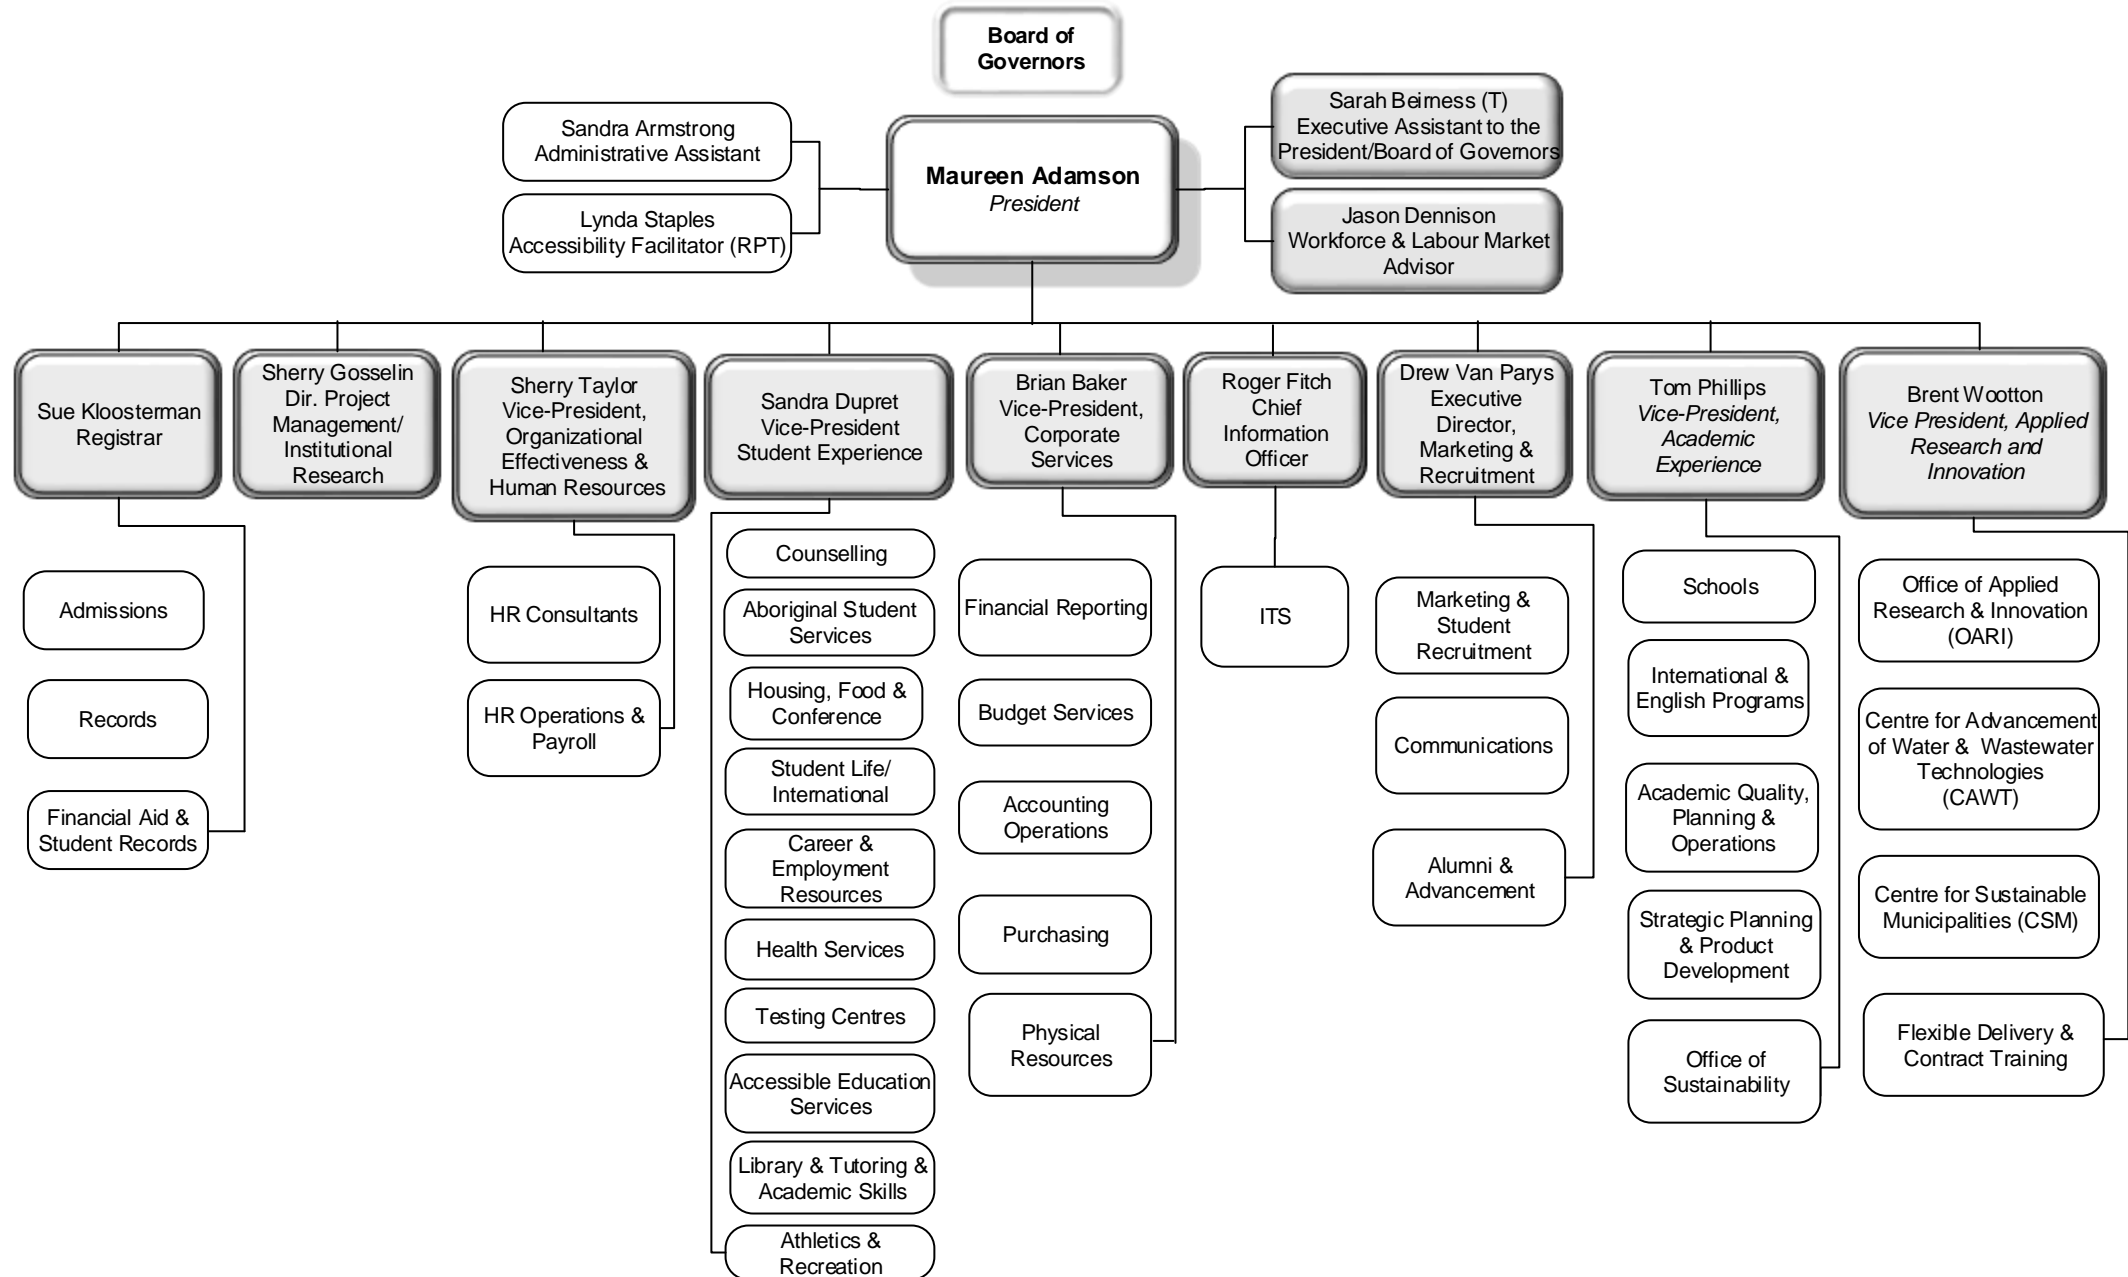 Board of
Governors
Sandra Armstrong
Administrative Assistant
Lynda Staples
Accessibility Facilitator (RPT)
Maureen Adamson
President
Sarah Beirness (T)
Executive Assistant to the
President/Board of Governors
Jason Dennison
Workforce & Labour Market
Advisor
Sue Kloosterman
Registrar
Sherry Gosselin
Dir. Project
Management/
Institutional
Research
Sherry Taylor
Vice-President,
Organizational
Effectiveness &
Human Resources
Sandra Dupret
Vice-President
Student Experience
Brian Baker
Vice-President,
Corporate
Services
Roger Fitch
Chief
Information
Officer
Drew Van Parys
Executive
Director,
Marketing &
Recruitment
Tom Phillips
Vice-President,
Academic
Experience
Brent Wootton
Vice President, Applied
Research and
Innovation
Admissions
Records
Financial Aid &
Student Records
HR Consultants
HR Operations &
Payroll
Counselling
Aboriginal Student
Services
Housing, Food &
Conference
Student Life/
International
Career &
Employment
Resources
Health Services
Testing Centres
Accessible Education
Services
Library & Tutoring &
Academic Skills
Athletics &
Recreation
Financial Reporting
Budget Services
Accounting
Operations
Purchasing
Physical
Resources
ITS
Marketing &
Student
Recruitment
Communications
Alumni &
Advancement
Schools
International &
English Programs
Academic Quality,
Planning &
Operations
Strategic Planning
& Product
Development
Office of
Sustainability
Office of Applied
Research & Innovation
(OARI)
Centre for Advancement
of Water & Wastewater
Technologies
(CAWT)
Centre for Sustainable
Municipalities (CSM)
Flexible Delivery &
Contract Training